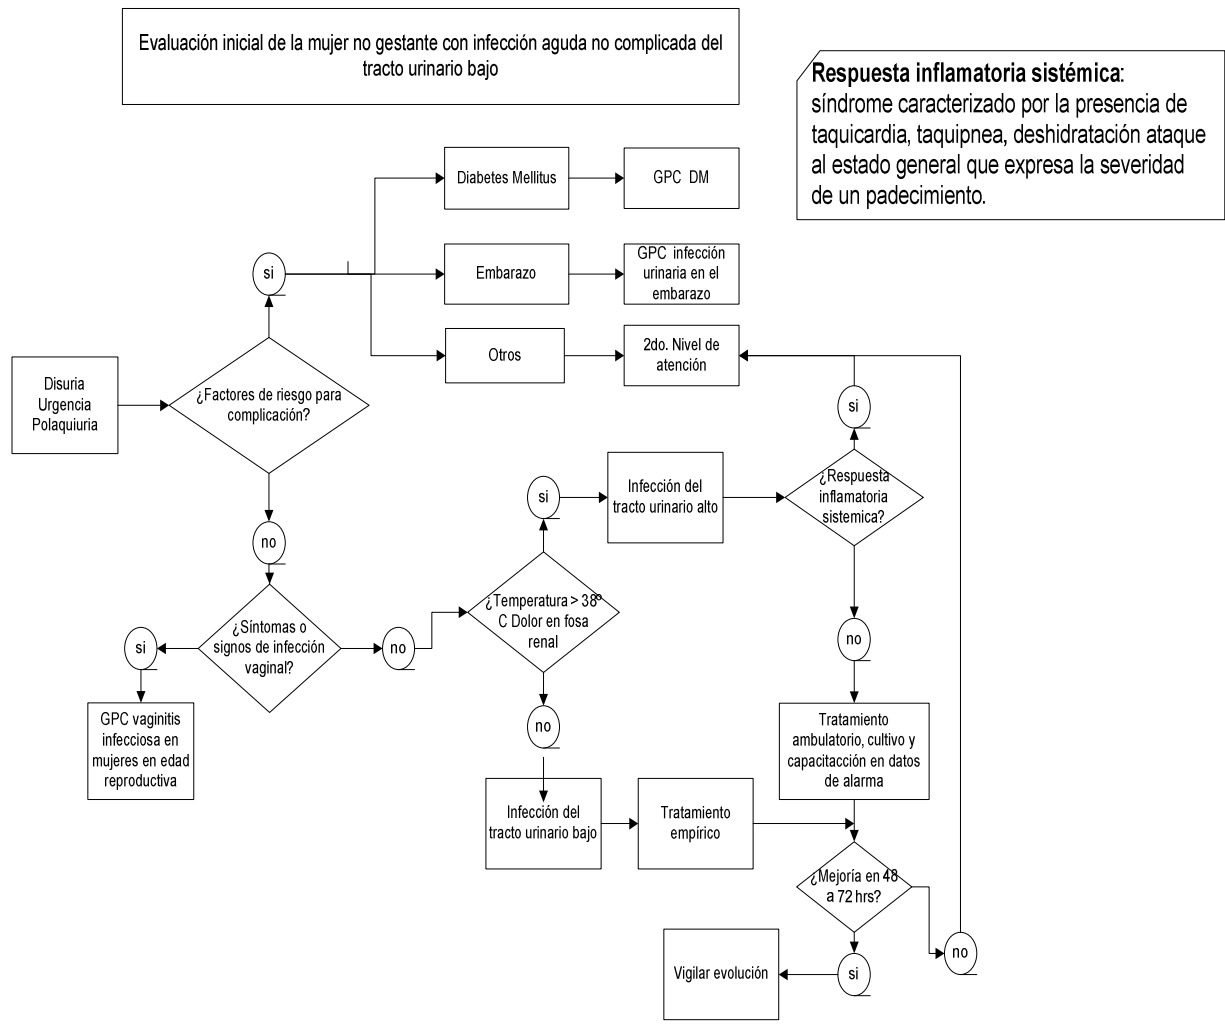 Evaluación inicial de la mujer no gestante con infección aguda no complicada del
tracto urinario bajo
Respuesta inflamatoria sistémica:
síndrome caracterizado por la presencia de
taquicardia, taquipnea, deshidratación ataque
al estado general que expresa la severidad
de un padecimiento.
Diabetes Mellitus
GPC DM
si
Embarazo
GPC infección
urinaria en el
embarazo
Otros
2do. Nivel de
atención
Disuria
Urgencia
Polaquiuria
¿Factores de riesgo para
complicación?
si
no
si
Infección del
tracto urinario alto
¿Respuesta
inflamatoria
sistemica?
¿Síntomas o
signos de infección
vaginal?
si
no
¿Temperatura > 38º
C Dolor en fosa
renal
no
GPC vaginitis
infecciosa en
mujeres en edad
reproductiva
no
Tratamiento
ambulatorio, cultivo y
capacitacción en datos
de alarma
Infección del
tracto urinario bajo
Tratamiento
empírico
¿Mejoría en 48
a 72 hrs?
no
si
Vigilar evolución